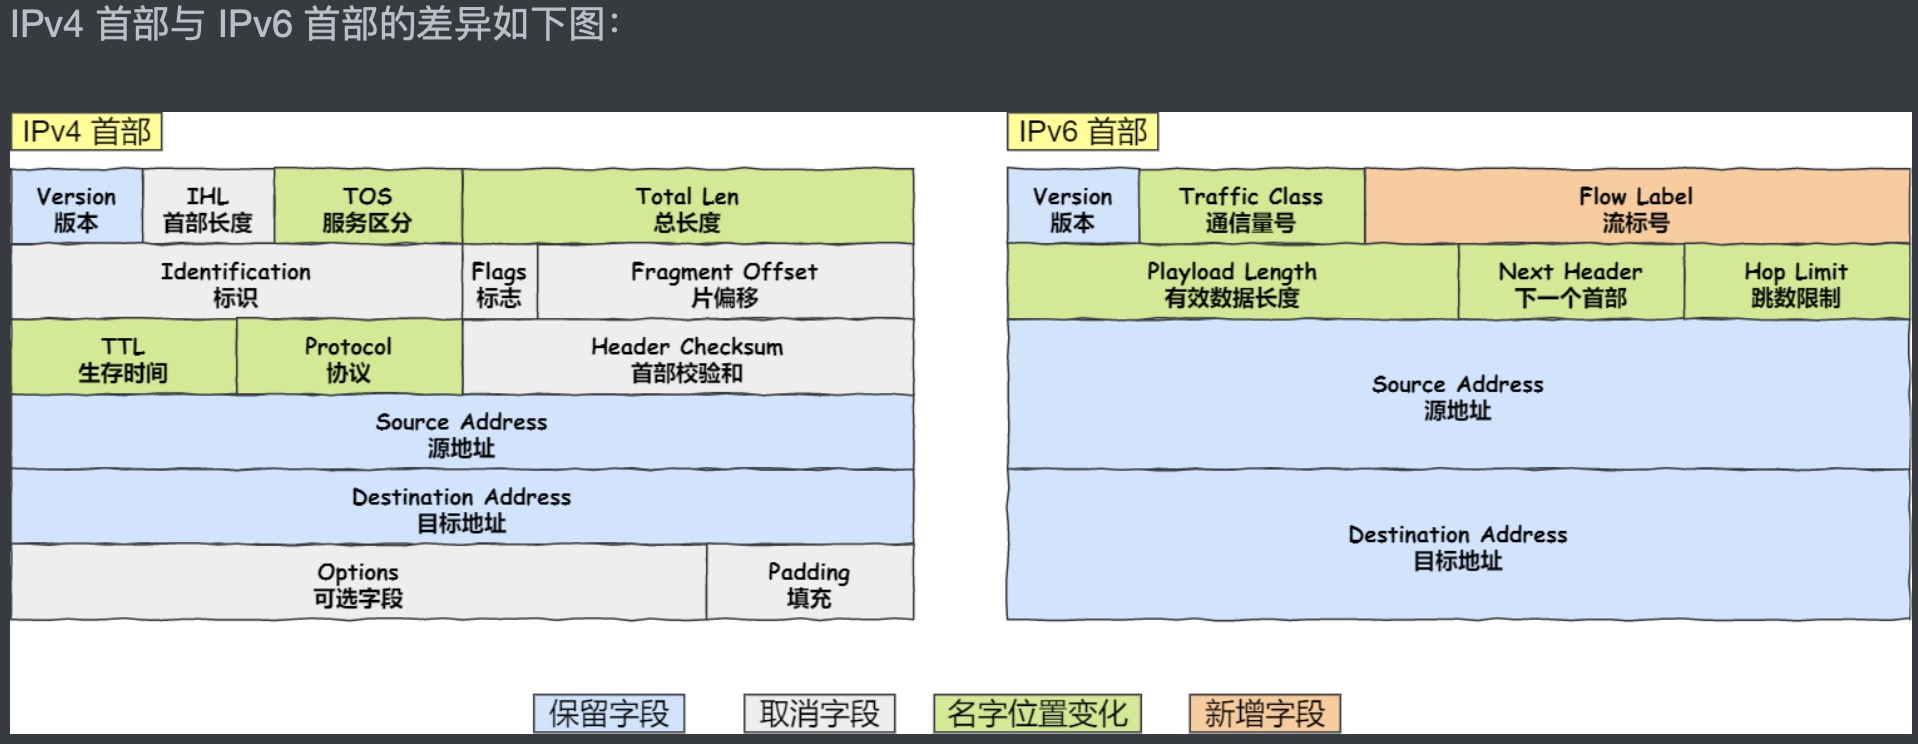 IPv4 首部与 IPv6 首部的差异如下图：
IPv4 首部
Version
版本
IHL
首部长度
TOS
服务区分
Total Len
总长度
Identification
标识
Flags
标志
Fragment Offset
片偏移
TTL
生存时间
Protocol
协议
Header Checksum
首部校验和
Source Address
源地址
Destination Address
目标地址
Options
可选字段
Padding
填充
IPv6 首部
Version
版本
Traffic Class
通信量号
Flow Label
流标号
Playload Length
有效数据长度
Next Header
下一个首部
Hop Limit
跳数限制
Source Address
源地址
Destination Address
目标地址
保留字段
取消字段
名字位置变化
新增字段